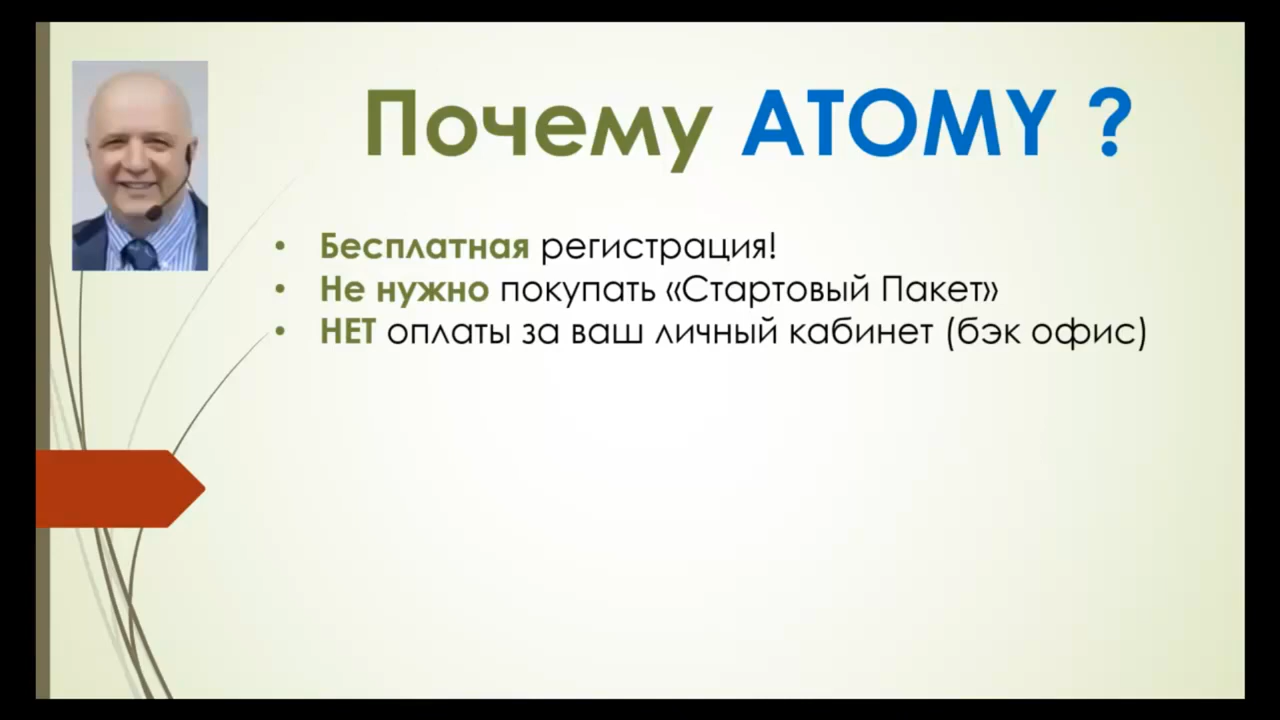 Почему ATOMY ?
• Бесплатная регистрация!
• Не нужно покупать «Стартовый Пакет»
• НЕТ оплаты за ваш личный кабинет (бэк офис)